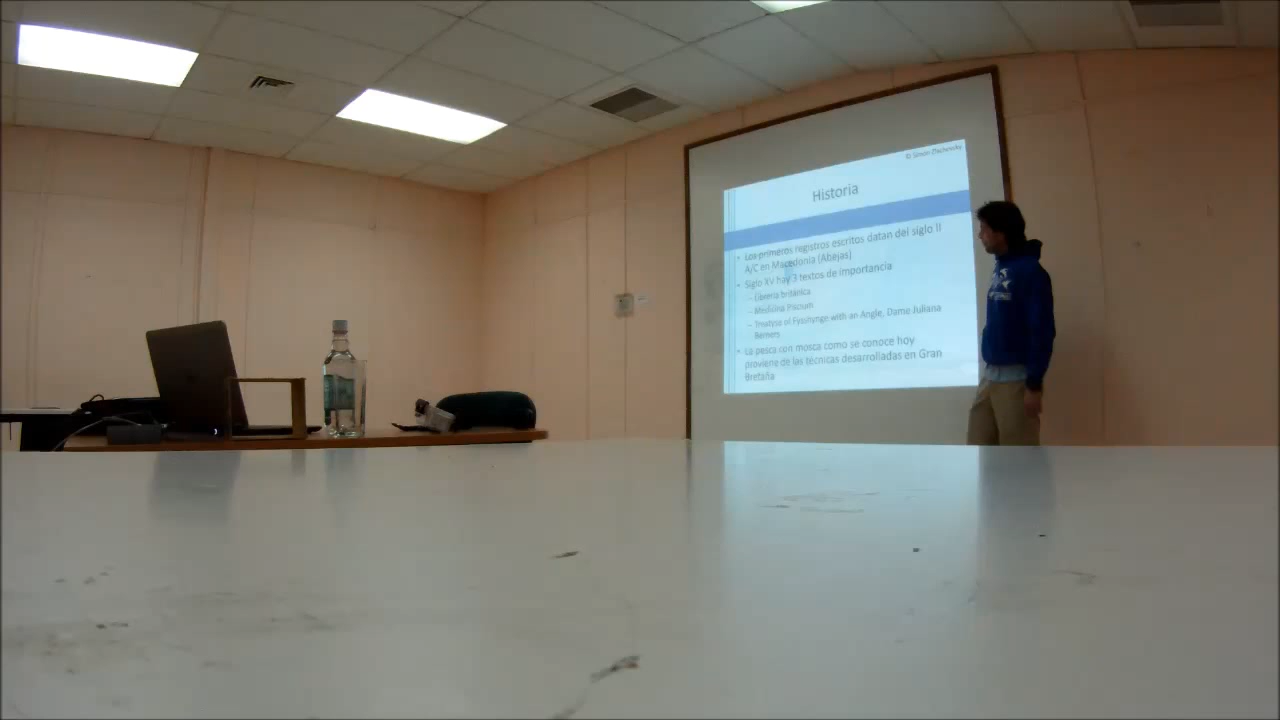 Historia
• Los primeros registros escritos datan del siglo II
A/C en Macedonia (Abejas)
• Siglo XV hay 3 textos de importancia
– Librería britanica
– Medicina Piscium
– Treatyse of Fysshynge with an Angle, Dame Juliana
Berners
• La pesca con mosca como se conoce hoy
proviene de las técnicas desarrolladas en Gran
Bretaña